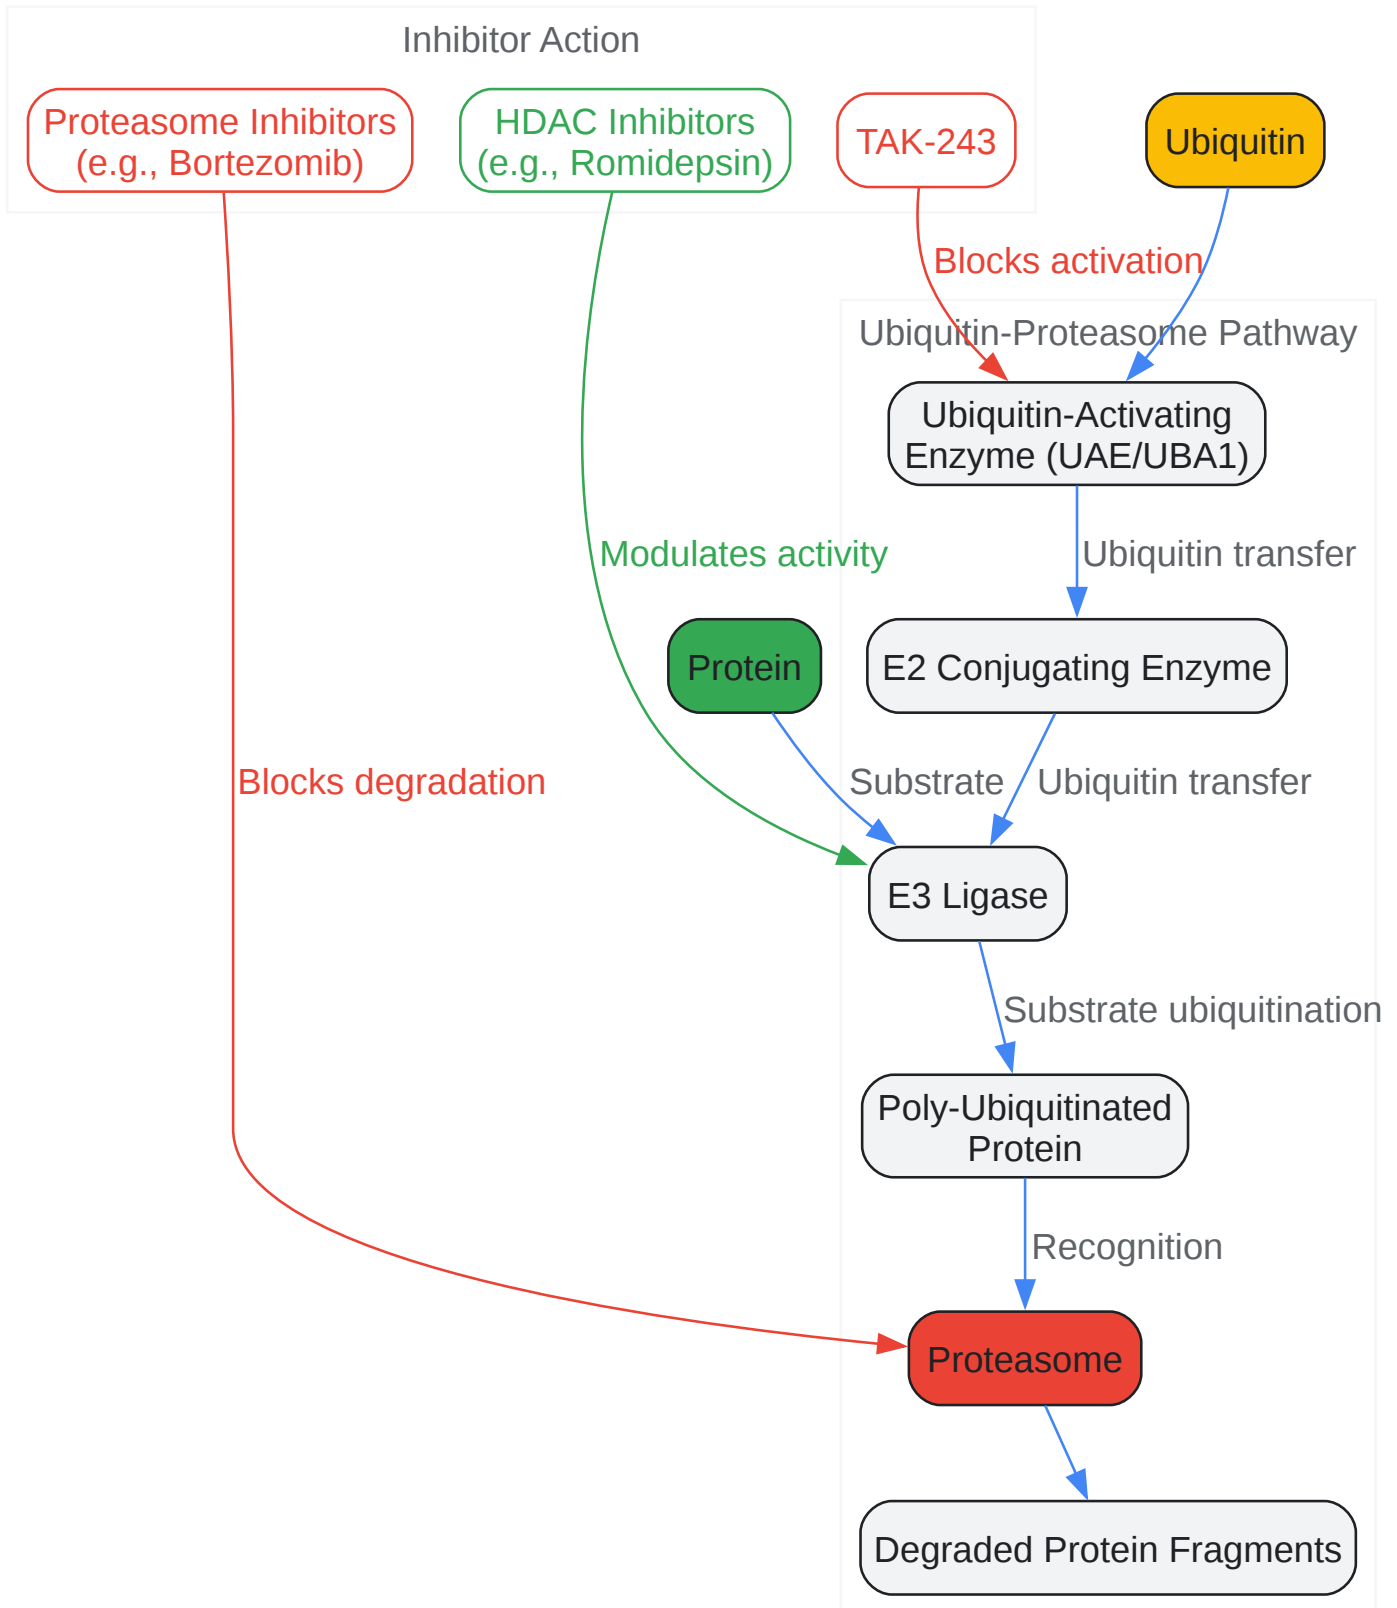 Inhibitor Action
Proteasome Inhibitors
(e.g., Bortezomib)
HDAC Inhibitors
(e.g., Romidepsin)
TAK-243
Ubiquitin
Blocks activation
Ubiquitin-Proteasome Pathway
Ubiquitin-Activating
Enzyme (UAE/UBA1)
Modulates activity
Ubiquitin transfer
Protein
E2 Conjugating Enzyme
Blocks degradation
Substrate
Ubiquitin transfer
E3 Ligase
Substrate ubiquitination
Poly-Ubiquitinated
Protein
Recognition
Proteasome
Degraded Protein Fragments